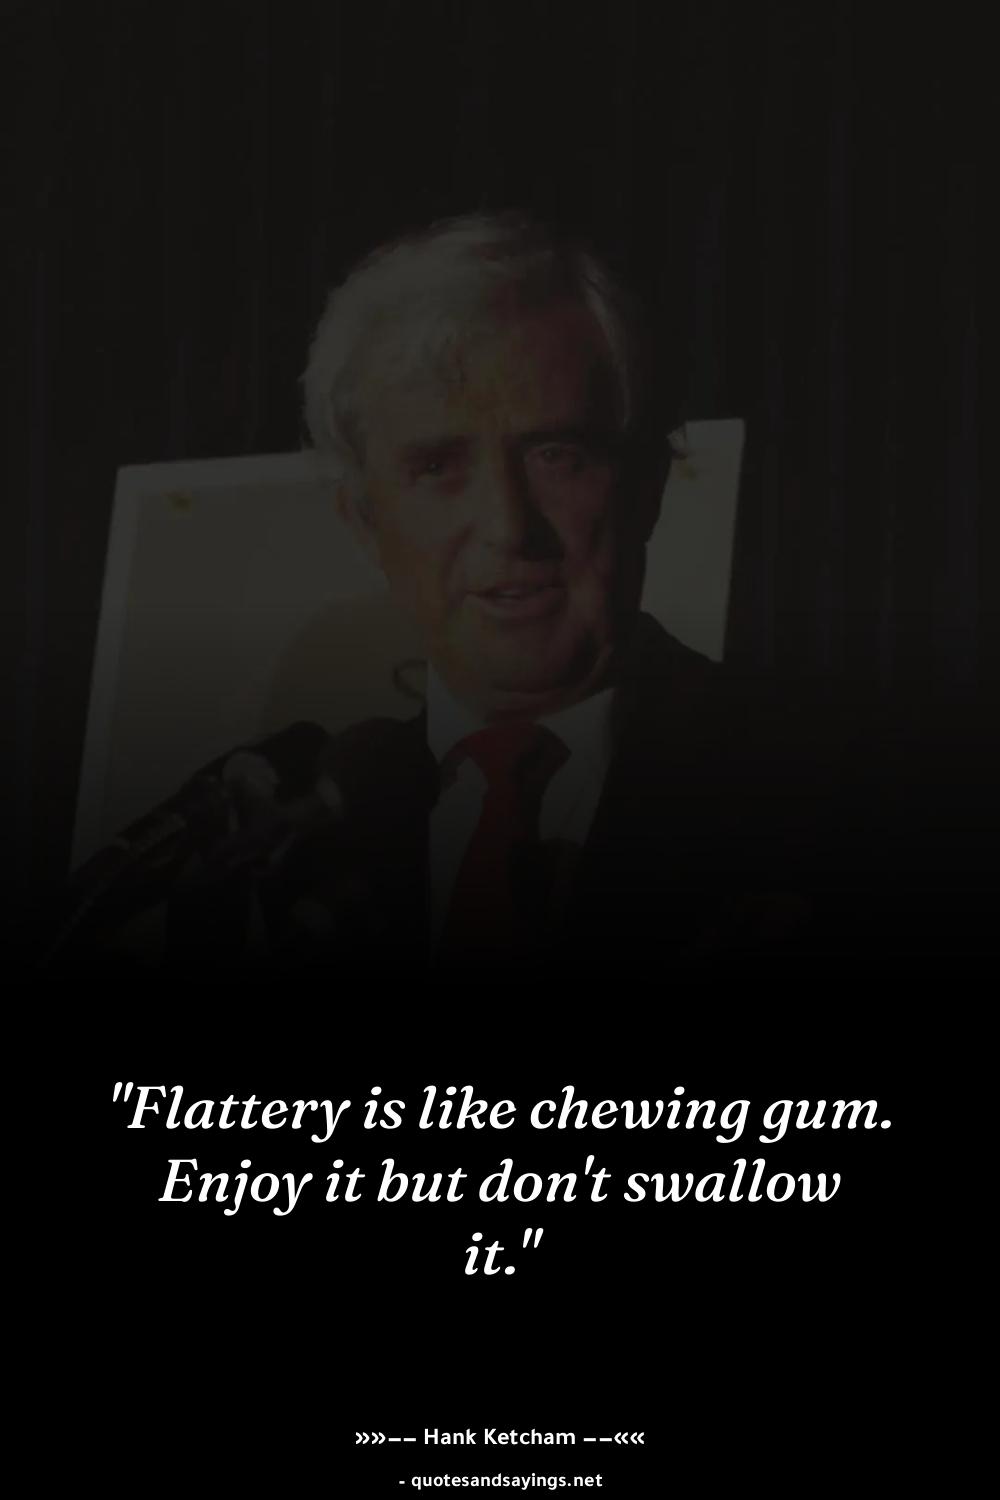 "Flattery is like chewing gum.
Enjoy it but don't swallow
it."
»»−− Hank Ketcham −−««
- quotesandsayings.net